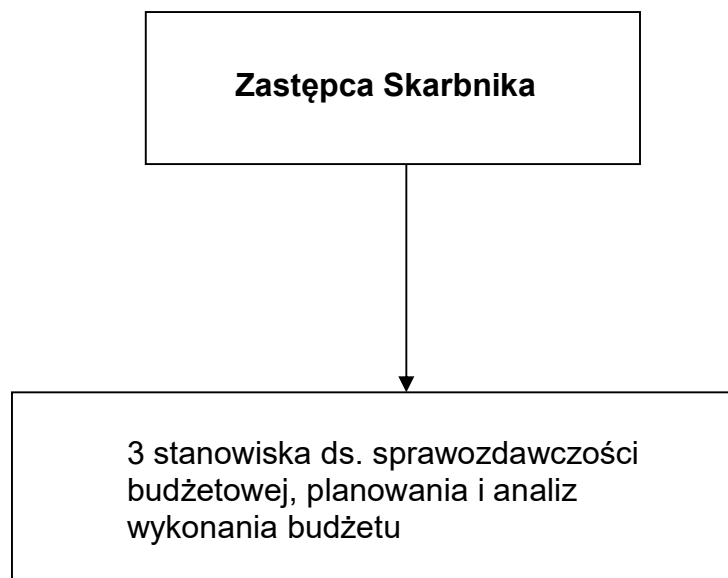 Zastępca Skarbnika
3 stanowiska ds. sprawozdawczości
budżetowej, planowania i analiz
wykonania budżetu